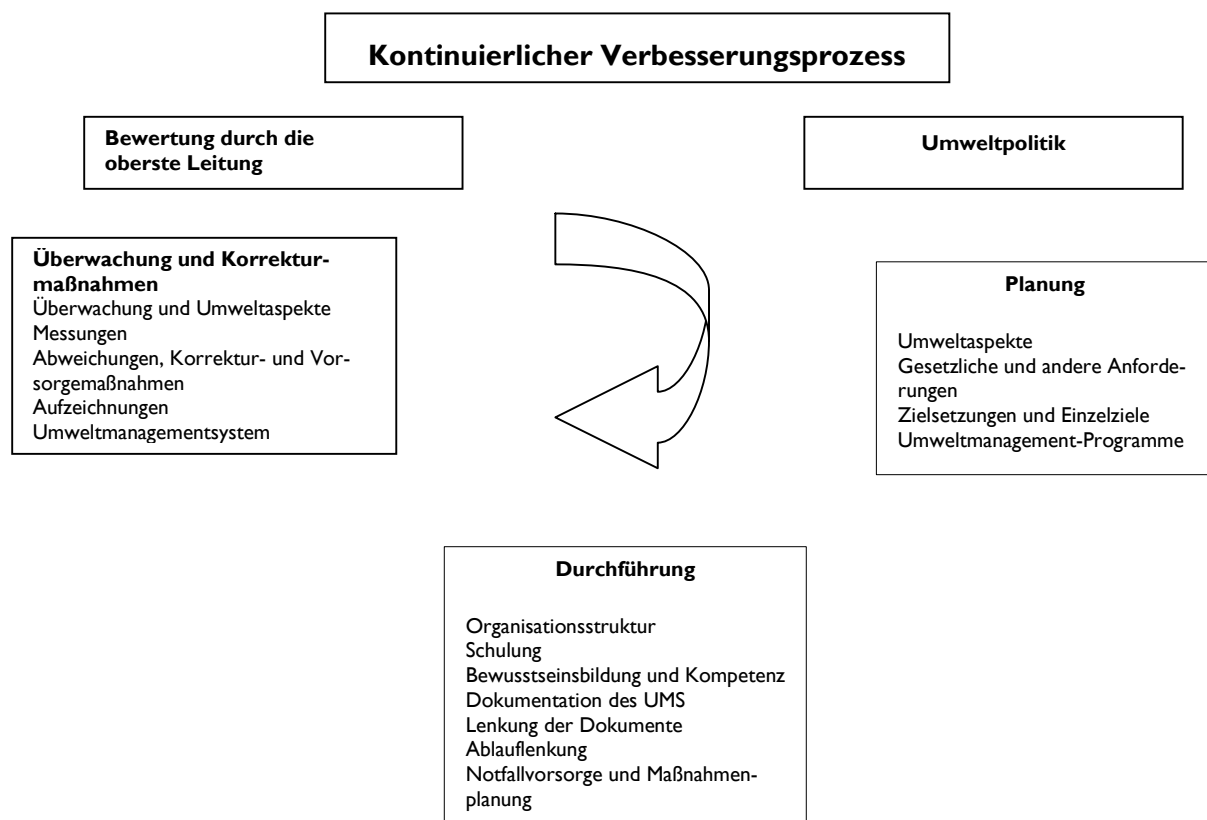 Kontinuierlicher Verbesserungsprozess
Bewertung durch die
oberste Leitung
Umweltpolitik
Überwachung und Korrektur-
maßnahmen
Überwachung und Umweltaspekte
Messungen
Abweichungen, Korrektur- und Vor-
sorgemaßnahmen
Aufzeichnungen
Umweltmanagementsystem
Planung
Umweltaspekte
Gesetzliche und andere Anforde-
rungen
Zielsetzungen und Einzelziele
Umweltmanagement-Programme
Durchführung
Organisationsstruktur
Schulung
Bewusstseinsbildung und Kompetenz
Dokumentation des UMS
Lenkung der Dokumente
Ablauflenkung
Notfallvorsorge und Maßnahmen-
planung